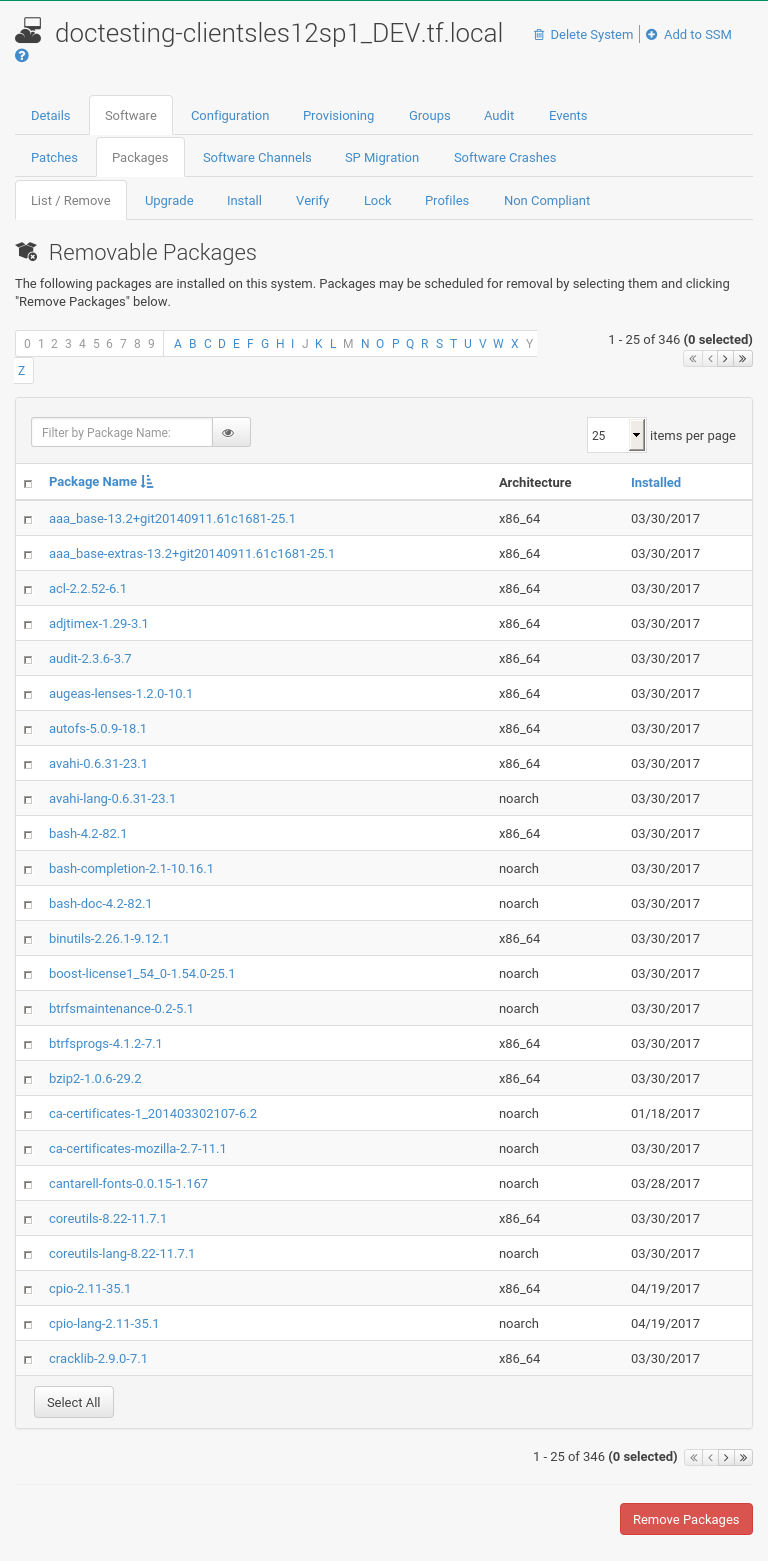 doctesting-clientsles12sp1_DEV.tf.local Delete System Add to SSM
?
Details Software Configuration Provisioning Groups Audit Events
Patches Packages Software Channels SP Migration Software Crashes
List / Remove Upgrade Install Verify Lock Profiles Non Compliant
Removable Packages
The following packages are installed on this system. Packages may be scheduled for removal by selecting them and clicking
"Remove Packages" below.
0 1 2 3 4 5 6 7 8 9 A B C D E F G H I J K L M N O P Q R S T U V W X Y 1 - 25 of 346 (0 selected)
Z
Filter by Package Name: 25 items per page
Package Name Architecture Installed
aaa_base-13.2+git20140911.61c1681-25.1 x86_64 03/30/2017
aaa_base-extras-13.2+git20140911.61c1681-25.1 x86_64 03/30/2017
acl-2.2.52-6.1 x86_64 03/30/2017
adjtimex-1.29-3.1 x86_64 03/30/2017
audit-2.3.6-3.7 x86_64 03/30/2017
augeas-lenses-1.2.0-10.1 x86_64 03/30/2017
autofs-5.0.9-18.1 x86_64 03/30/2017
avahi-0.6.31-23.1 x86_64 03/30/2017
avahi-lang-0.6.31-23.1 noarch 03/30/2017
bash-4.2-82.1 x86_64 03/30/2017
bash-completion-2.1-10.16.1 noarch 03/30/2017
bash-doc-4.2-82.1 noarch 03/30/2017
binutils-2.26.1-9.12.1 x86_64 03/30/2017
boost-license1_54_0-1.54.0-25.1 noarch 03/30/2017
btrfsmaintenance-0.2-5.1 noarch 03/30/2017
btrfsprogs-4.1.2-7.1 x86_64 03/30/2017
bzip2-1.0.6-29.2 x86_64 03/30/2017
ca-certificates-1_201403302107-6.2 noarch 01/18/2017
ca-certificates-mozilla-2.7-11.1 noarch 03/30/2017
cantarell-fonts-0.0.15-1.167 noarch 03/28/2017
coreutils-8.22-11.7.1 x86_64 03/30/2017
coreutils-lang-8.22-11.7.1 noarch 03/30/2017
cpio-2.11-35.1 x86_64 04/19/2017
cpio-lang-2.11-35.1 noarch 04/19/2017
cracklib-2.9.0-7.1 x86_64 03/30/2017
Select All
1 - 25 of 346 (0 selected)
Remove Packages